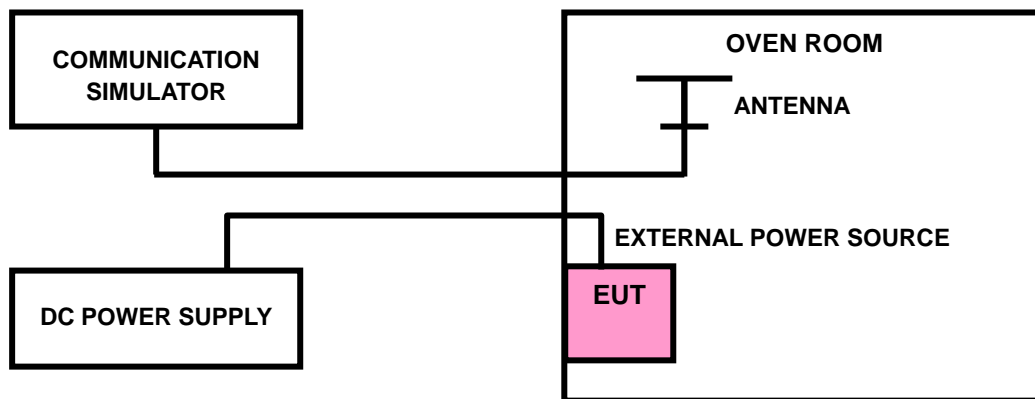 COMMUNICATION
SIMULATOR
OVEN ROOM
ANTENNA
EXTERNAL POWER SOURCE
EUT
DC POWER SUPPLY